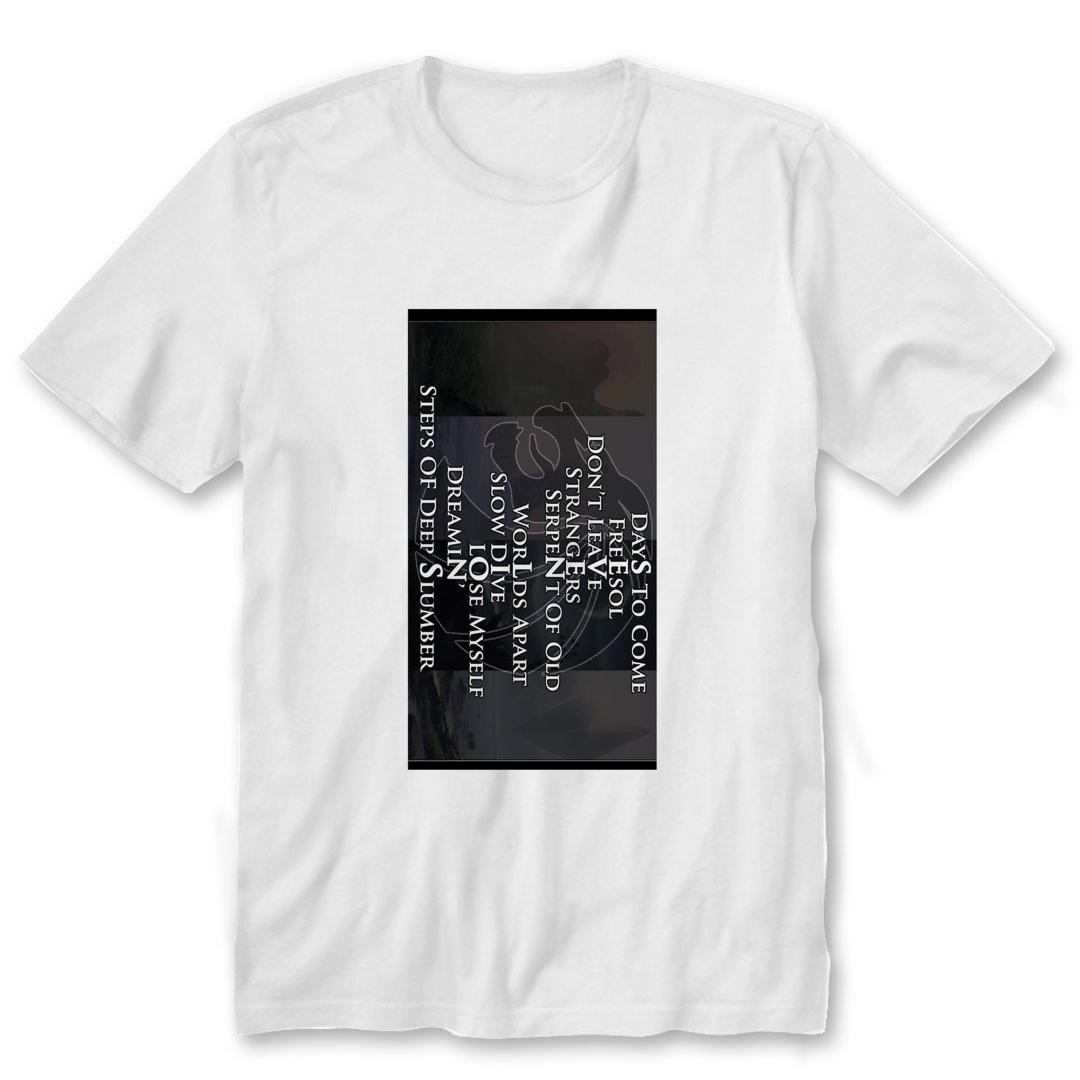 DayS To Come
FreEsol
Don't LeaVe
StrangErs
SerpeNt Of Old
WorLds Apart
Slow DIve
lOse Myself
DreamiN'
Steps Of Deep Slumber